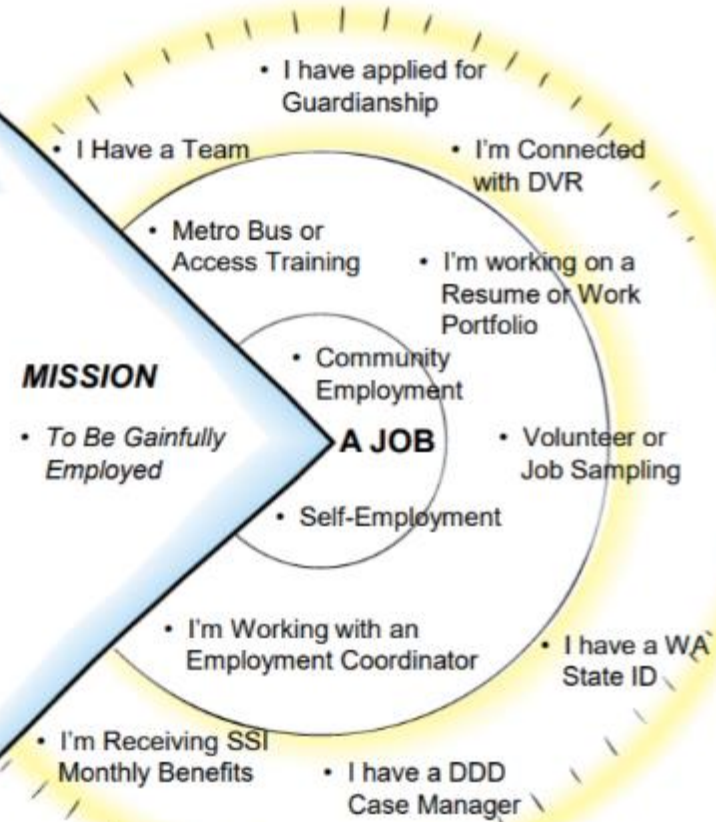 • I have applied for
Guardianship
• I Have a Team
• I'm Connected
with DVR
• Metro Bus or
Access Training
• I'm working on a
Resume or Work
Portfolio
• Community
Employment
MISSION
• To Be Gainfully
Employed
A JOB
• Volunteer or
Job Sampling
• Self-Employment
• I'm Working with an
Employment Coordinator
• I have a WA
State ID
• I'm Receiving SSI
Monthly Benefits
• I have a DDD
Case Manager